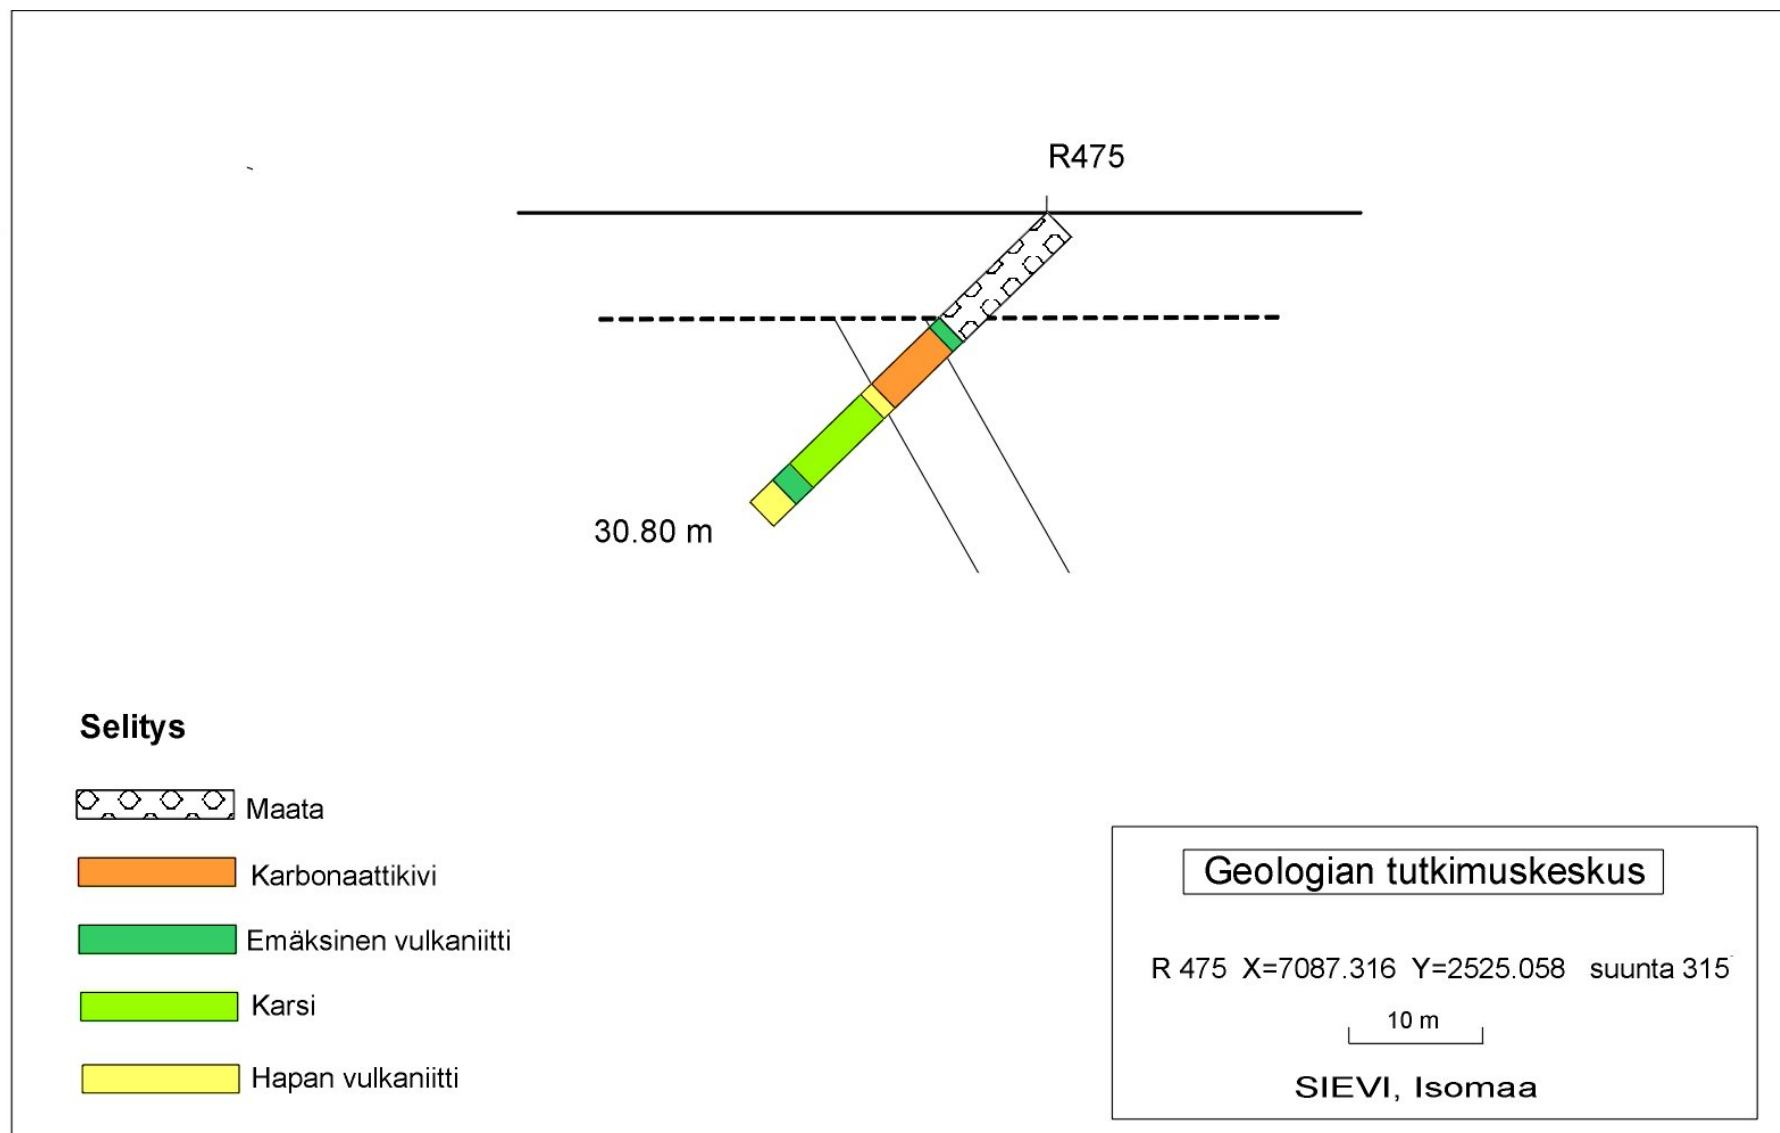 R475
30.80 m
Selitys
Maata
Karbonaattikivi
Emäksinen vulkaniitti
Karsi
Hapan vulkaniitti
Geologian tutkimuskeskus
R 475 X=7087.316 Y=2525.058 suunta 315
10 m
SIEVI, Isomaa